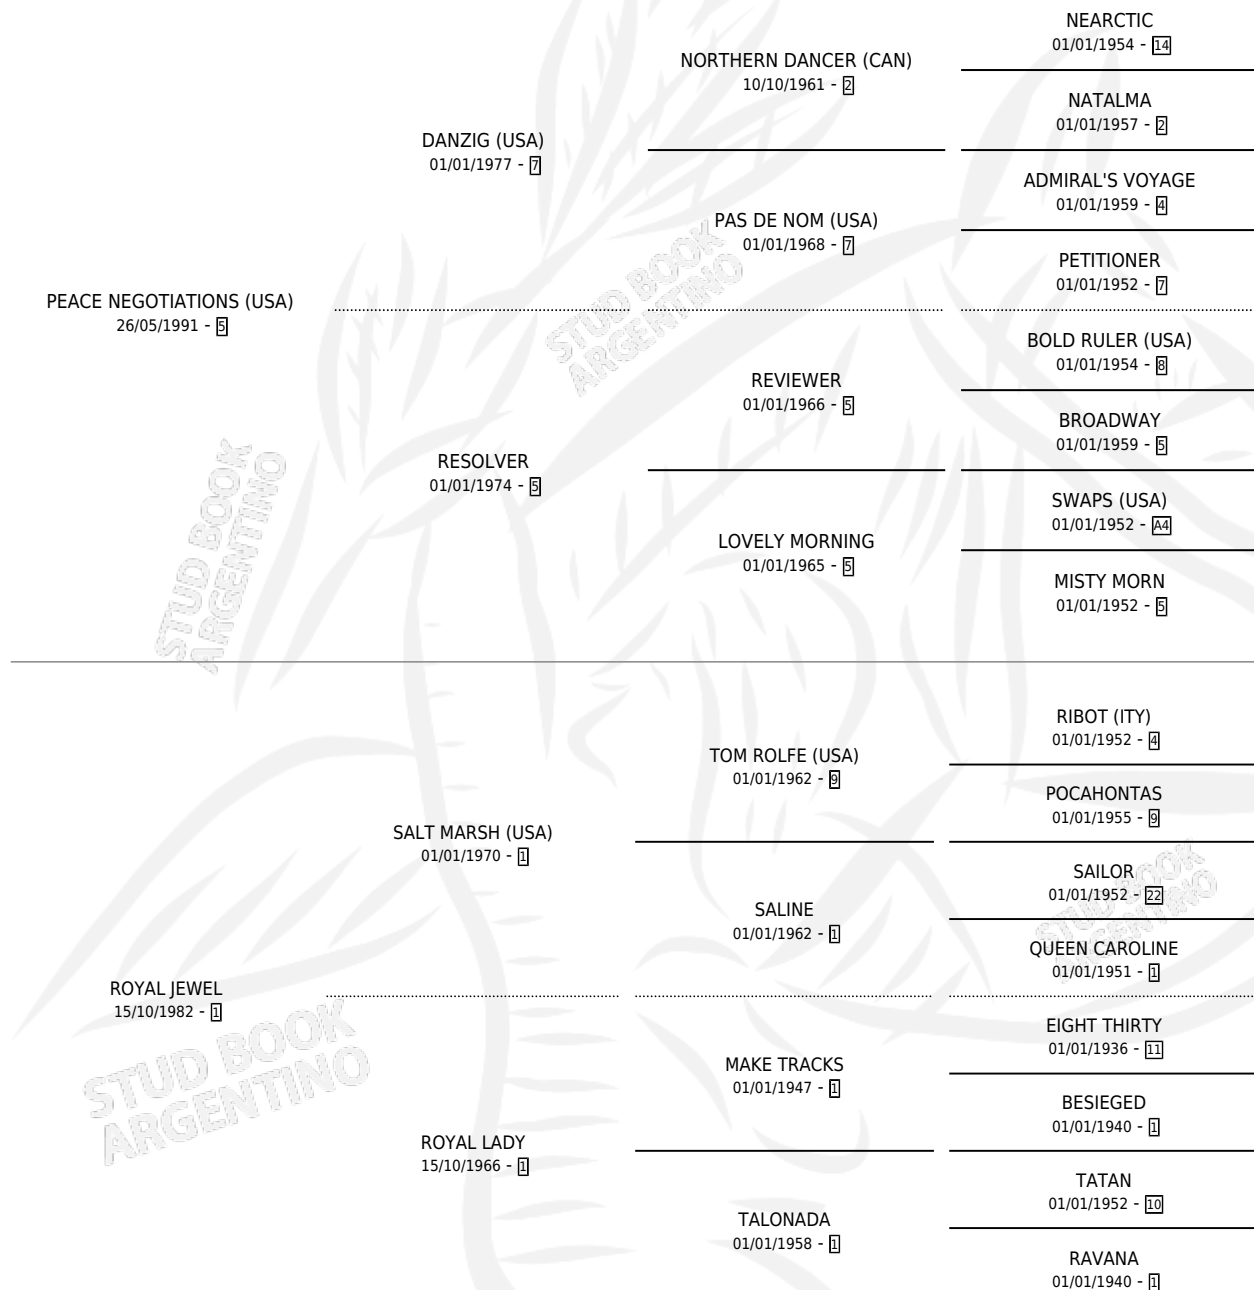 NEARCTIC
01/01/1954 - 14
NORTHERN DANCER (CAN)
10/10/1961 - 2
NATALMA
01/01/1957 - 2
DANZIG (USA)
01/01/1977 - 7
ADMIRAL'S VOYAGE
01/01/1959 - 4
PAS DE NOM (USA)
01/01/1968 - 7
PETITIONER
01/01/1952 - 7
PEACE NEGOTIATIONS (USA)
26/05/1991 - 5
BOLD RULER (USA)
01/01/1954 - 8
REVIEWER
01/01/1966 - 5
BROADWAY
01/01/1959 - 5
RESOLVER
01/01/1974 - 5
SWAPS (USA)
01/01/1952 - A4
LOVELY MORNING
01/01/1965 - 5
MISTY MORN
01/01/1952 - 5
RIBOT (ITY)
01/01/1952 - 4
TOM ROLFE (USA)
01/01/1962 - 9
POCAHONTAS
01/01/1955 - 9
SALT MARSH (USA)
01/01/1970 - 1
SAILOR
01/01/1952 - 22
SALINE
01/01/1962 - 1
QUEEN CAROLINE
01/01/1951 - 1
ROYAL JEWEL
15/10/1982 - 1
EIGHT THIRTY
01/01/1936 - 11
MAKE TRACKS
01/01/1947 - 1
BESIEGED
01/01/1940 - 1
ROYAL LADY
15/10/1966 - 1
TATAN
01/01/1952 - 10
TALONADA
01/01/1958 - 1
RAVANA
01/01/1940 - 1
STUD BOOK
ARGENTINO
STUD BOOK
ARGENTINO
STUD BOOK
ARGENTINO
STUD BOOK
ARGENTINO